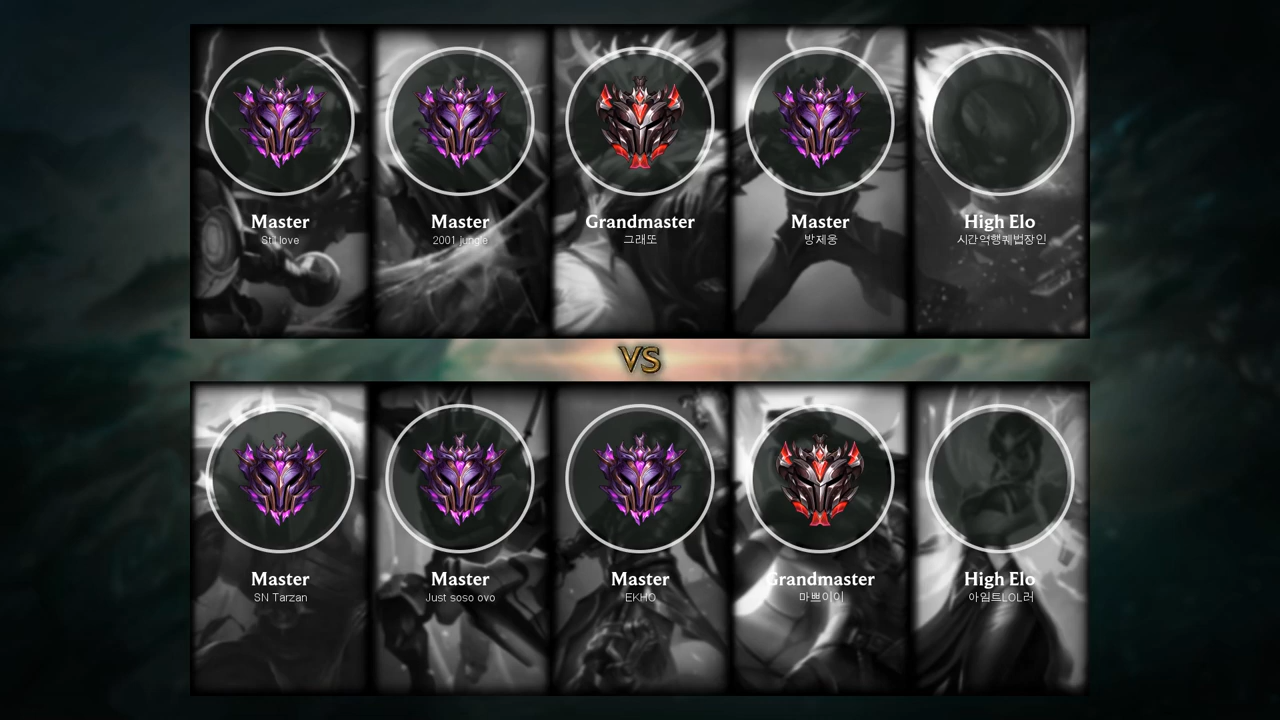 Master
Still love
Master
2001 jungle
Grandmaster
그래또
Master
방제웅
High Elo
시간역행퀘법장인
VS
Master
SN Tarzan
Master
Just soso ovo
Master
EKHO
Grandmaster
마쁘이이
High Elo
아임트LOL러